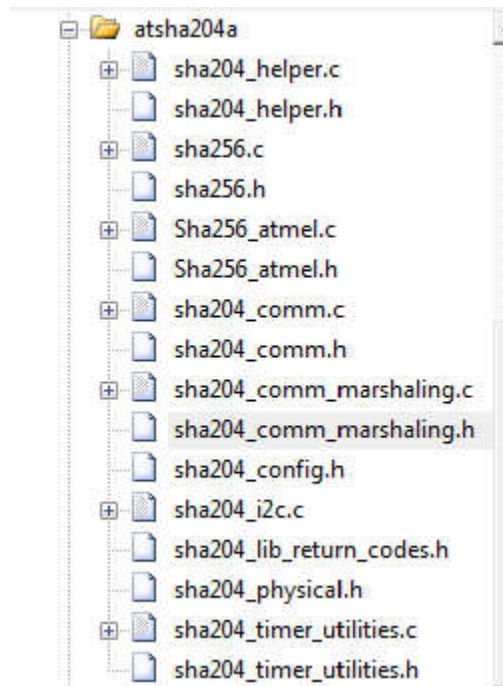 atsha204a
sha204_helper.c
sha204_helper.h
sha256.c
sha256.h
Sha256_atmel.c
Sha256_atmel.h
sha204_comm.c
sha204_comm.h
sha204_comm_marshaling.c
sha204_comm_marshaling.h
sha204_config.h
sha204_i2c.c
sha204_lib_return_codes.h
sha204_physical.h
sha204_timer_utilities.c
sha204_timer_utilities.h